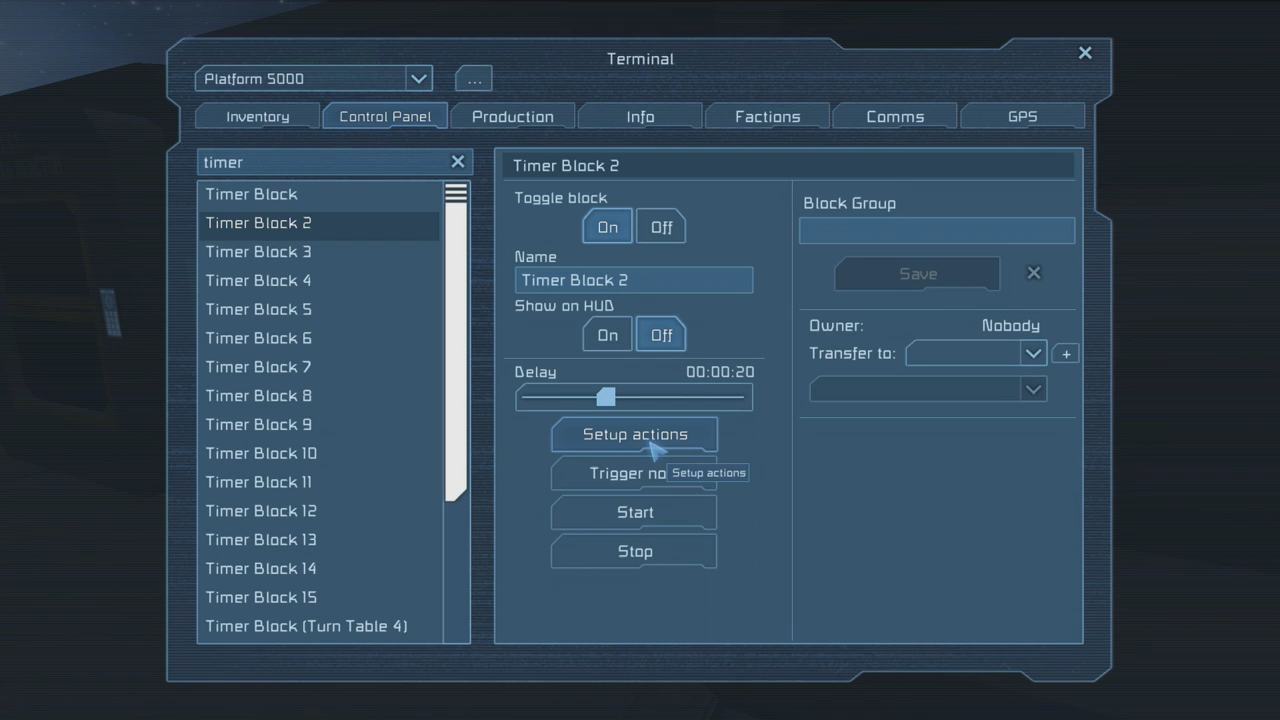 Terminal
Platform 5000
...
Inventory
Control Panel
Production
Info
Factions
Comms
GPS
timer
Timer Block
Timer Block 2
Timer Block 3
Timer Block 4
Timer Block 5
Timer Block 6
Timer Block 7
Timer Block 8
Timer Block 9
Timer Block 10
Timer Block 11
Timer Block 12
Timer Block 13
Timer Block 14
Timer Block 15
Timer Block (Turn Table 4)
Timer Block 2
Toggle block
On
Off
Name
Timer Block 2
Show on HUD
On
Off
Delay
00:00:20
Setup actions
Trigger no
Setup actions
Start
Stop
Block Group
Save
Owner:
Nobody
Transfer to:
+